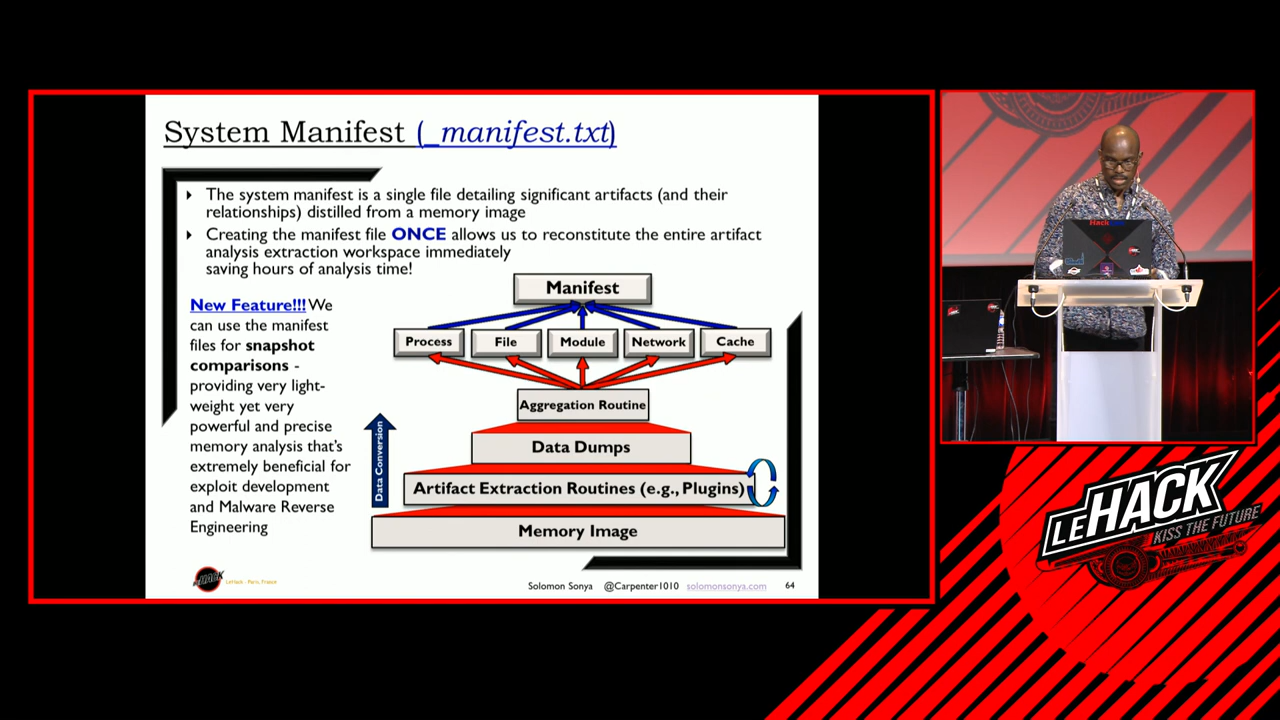 System Manifest (_manifest.txt)
The system manifest is a single file detailing significant artifacts (and their
relationships) distilled from a memory image
Creating the manifest file ONCE allows us to reconstitute the entire artifact
analysis extraction workspace immediately
saving hours of analysis time!
New Feature!!! We
can use the manifest
files for snapshot
comparisons -
providing very light-
weight yet very
powerful and precise
memory analysis that's
extremely beneficial for
exploit development
and Malware Reverse
Engineering
Manifest
Process
File
Module
Network
Cache
Aggregation Routine
Data Dumps
Artifact Extraction Routines (e.g., Plugins)
Memory Image
Data Conversion
LEHACK
LeHack - Paris, France
Solomon Sonya @Carpenter1010 solomonsonya.com 64
LEHACK
KISS THE FUTURE